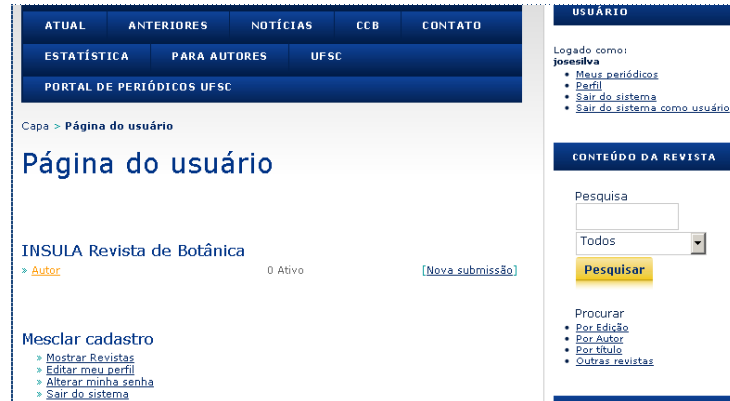 ATUAL ANTERIORES NOTÍCIAS CCB CONTATO
ESTATÍSTICA PARA AUTORES UFSC
PORTAL DE PERIÓDICOS UFSC
Capa > Página do usuário
Página do usuário
INSULA Revista de Botânica
» Autor 0 Ativo [Nova submissão]
Mesclar cadastro
» Mostrar Revistas
» Editar meu perfil
» Alterar minha senha
» Sair do sistema
USUÁRIO
Logado como:
josesilva
• Meus periódicos
• Perfil
• Sair do sistema
• Sair do sistema como usuário
CONTEÚDO DA REVISTA
Pesquisa
Todos
Pesquisar
Procurar
• Por Edição
• Por Autor
• Por título
• Outras revistas